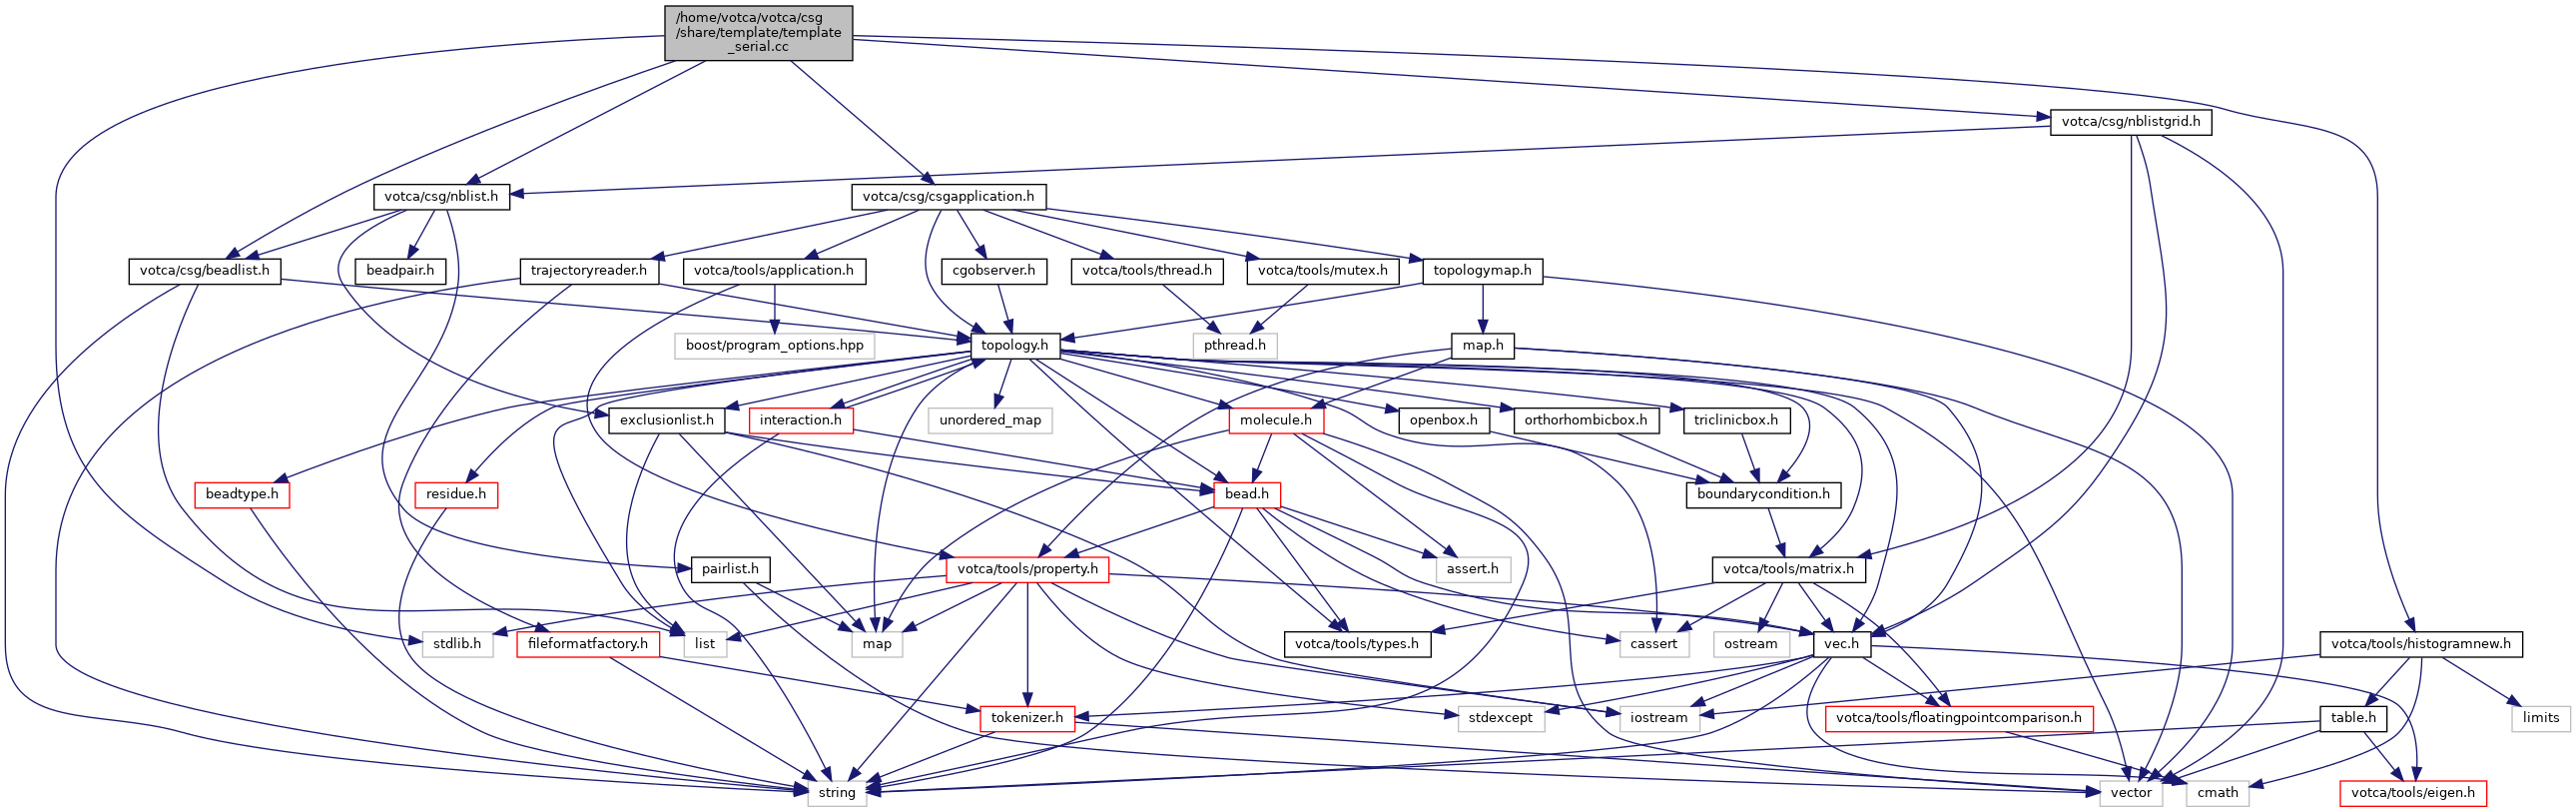 /home/votca/votca/csg
/share/template/template
_serial.cc
votca/csg/nblistgrid.h
votca/csg/nblist.h
votca/csg/csgapplication.h
votca/csg/beadlist.h
beadpair.h
trajectoryreader.h
votca/tools/application.h
cgobserver.h
votca/tools/thread.h
votca/tools/mutex.h
topologymap.h
boost/program_options.hpp
topology.h
pthread.h
map.h
exclusionlist.h
interaction.h
unordered_map
molecule.h
openbox.h
orthorhombicbox.h
triclinicbox.h
beadtype.h
residue.h
bead.h
boundarycondition.h
pairlist.h
votca/tools/property.h
assert.h
votca/tools/matrix.h
stdlib.h
fileformatfactory.h
list
map
votca/tools/types.h
cassert
ostream
vec.h
votca/tools/histogramnew.h
tokenizer.h
stdexcept
iostream
votca/tools/floatingpointcomparison.h
table.h
limits
string
vector
cmath
votca/tools/eigen.h